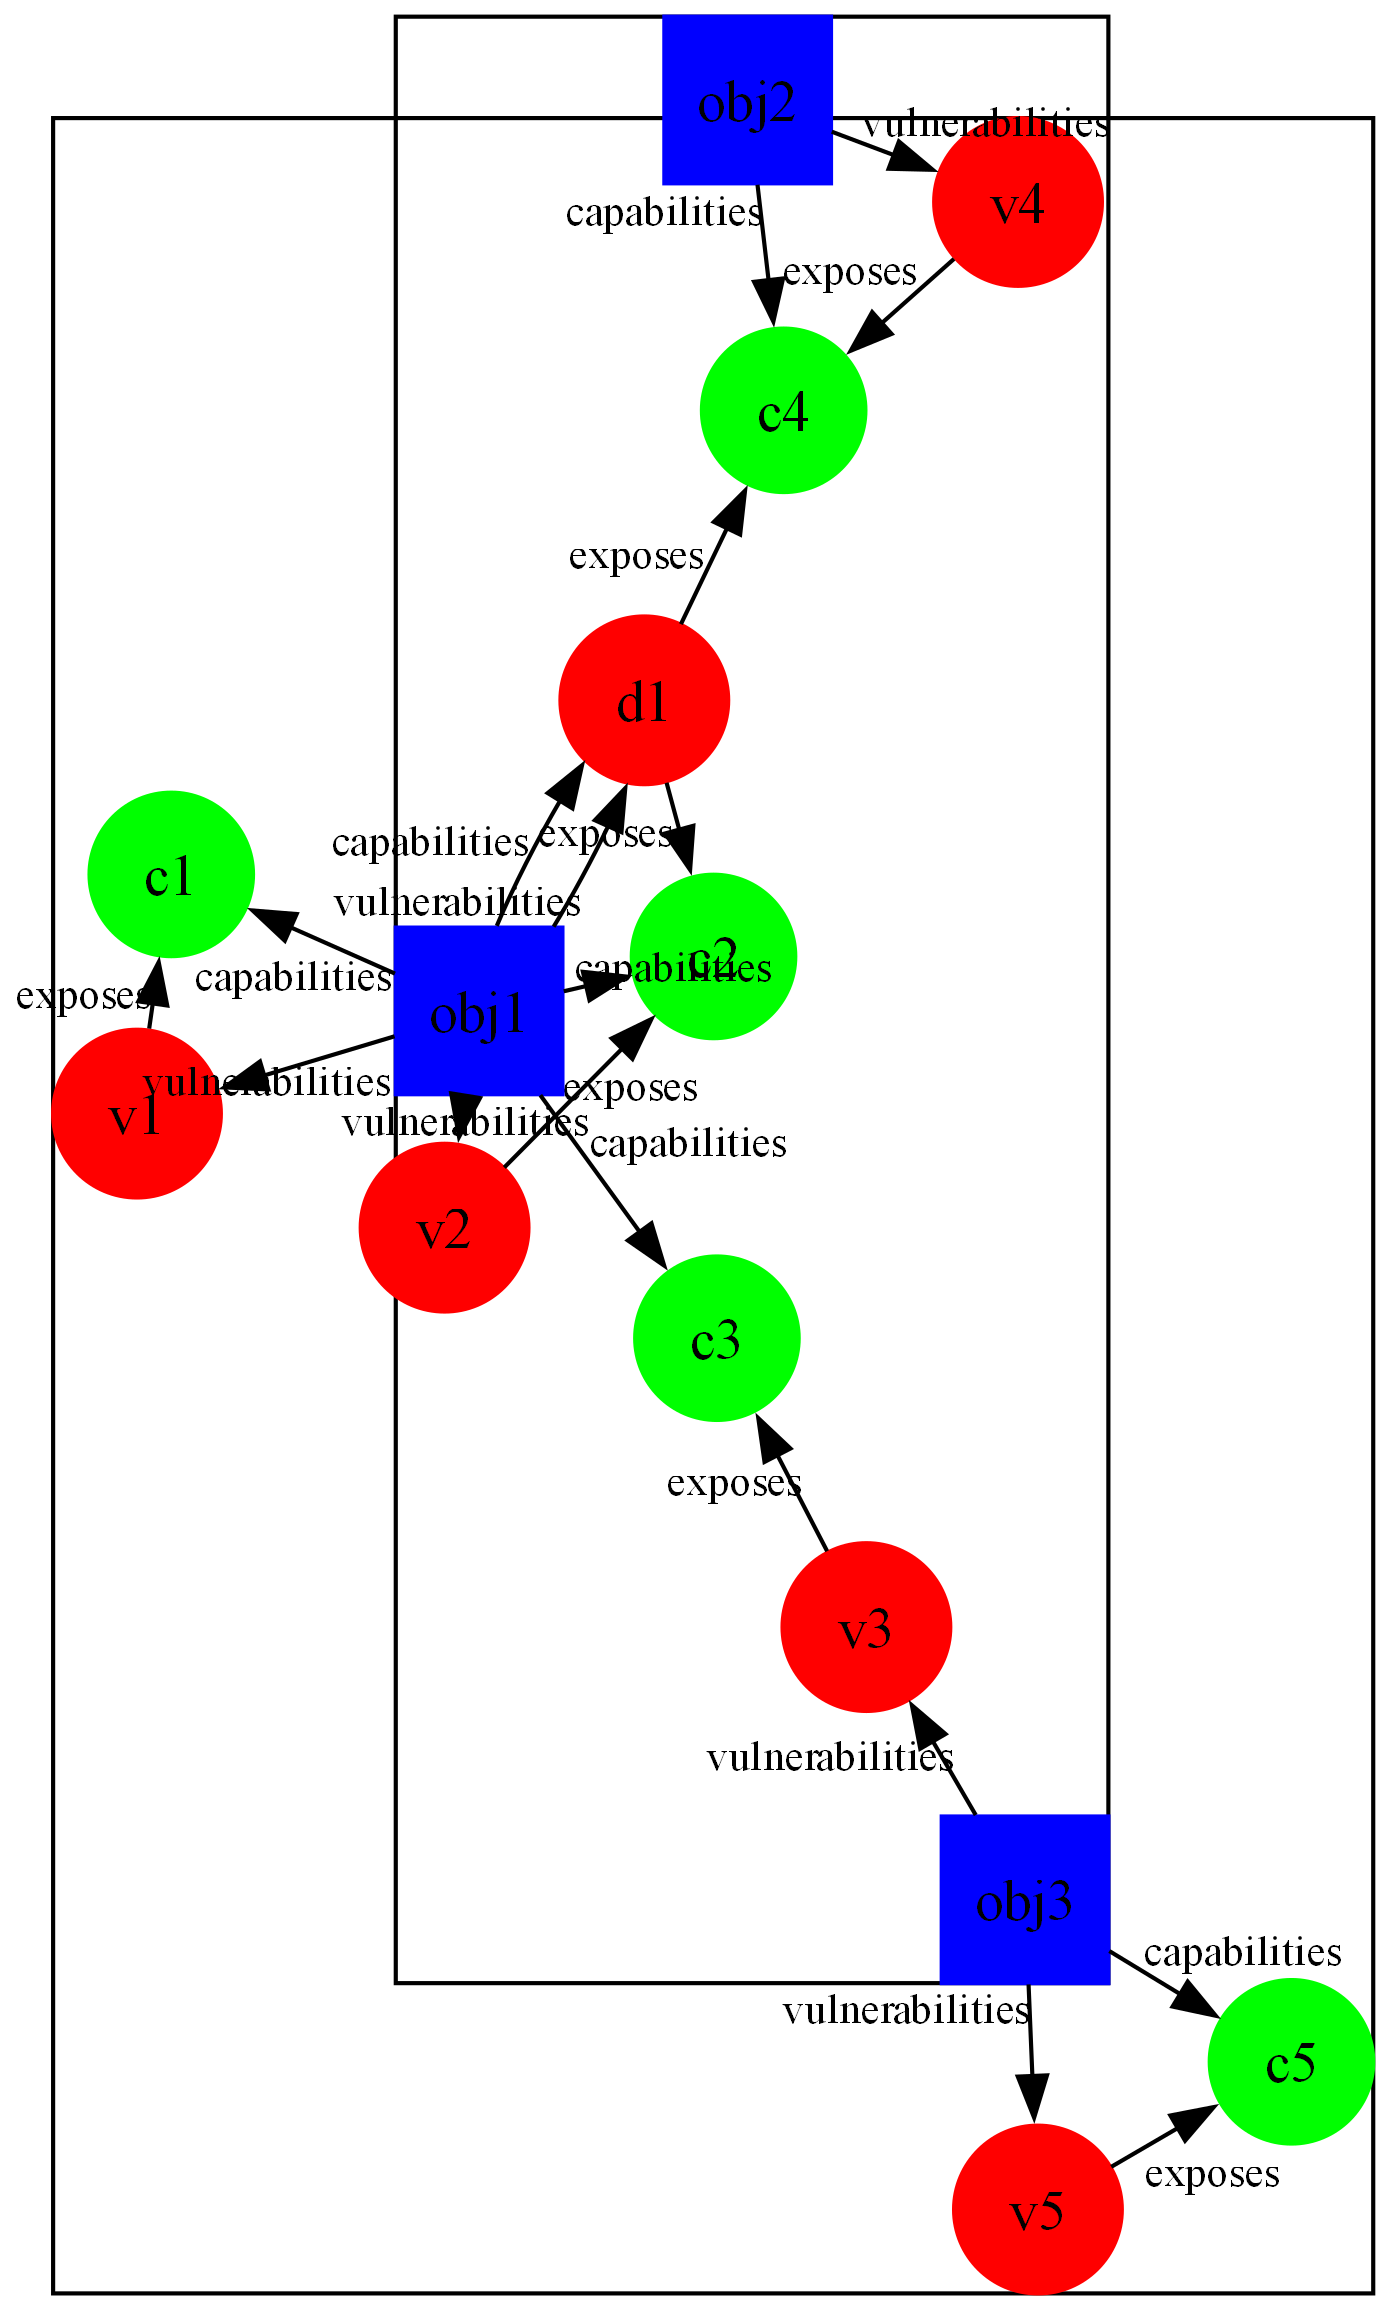 obj2
vulnerabilities
v4
capabilities
exposes
c4
exposes
d1
capabilities
exposes
c1
vulnerabilities
c2
capabilities
capabilities
exposes
obj1
vulnerabilities
v1
exposes
vulnerabilities
capabilities
v2
c3
exposes
v3
vulnerabilities
obj3
capabilities
vulnerabilities
c5
exposes
v5